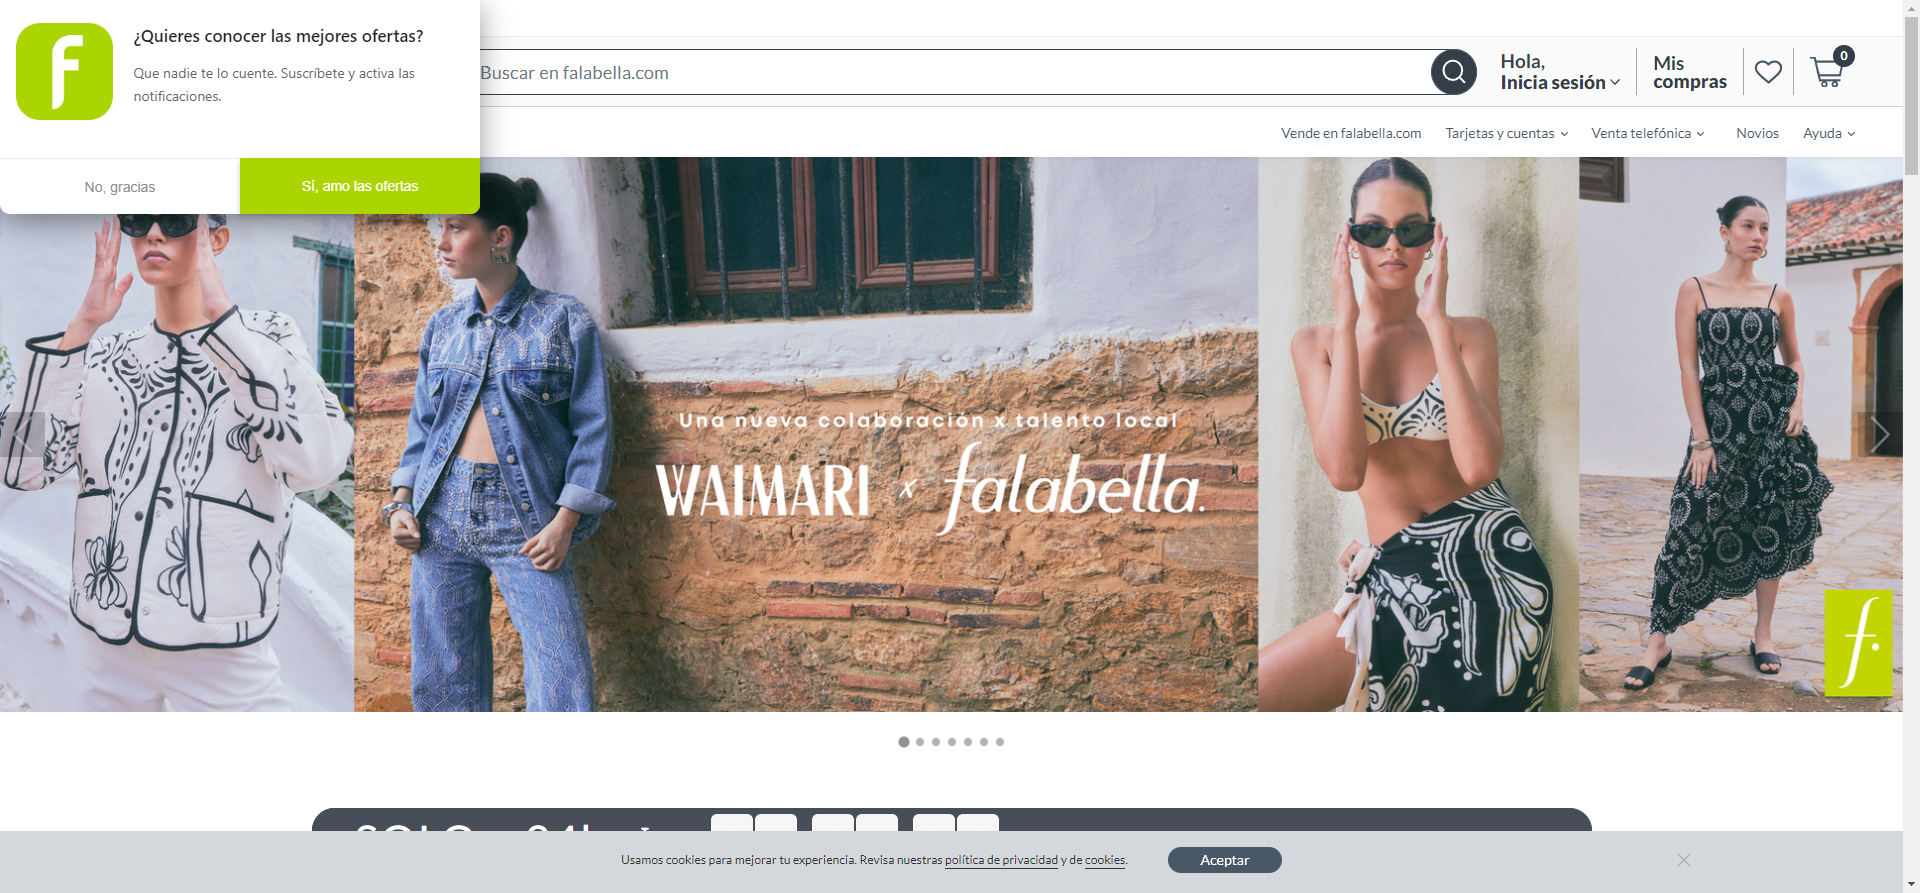 ¿Quieres conocer las mejores ofertas?
Que nadie te lo cuente. Suscríbete y activa las
notificaciones.
No, gracias
Sí, amo las ofertas
Buscar en falabella.com
Hola,
Inicia sesión
Mis
compras
0
Vende en falabella.com
Tarjetas y cuentas
Venta telefónica
Novios
Ayuda
Una nueva colaboración x talento local
WAIMARI x falabella.
f.
Usamos cookies para mejorar tu experiencia. Revisa nuestras política de privacidad y de cookies.
Aceptar